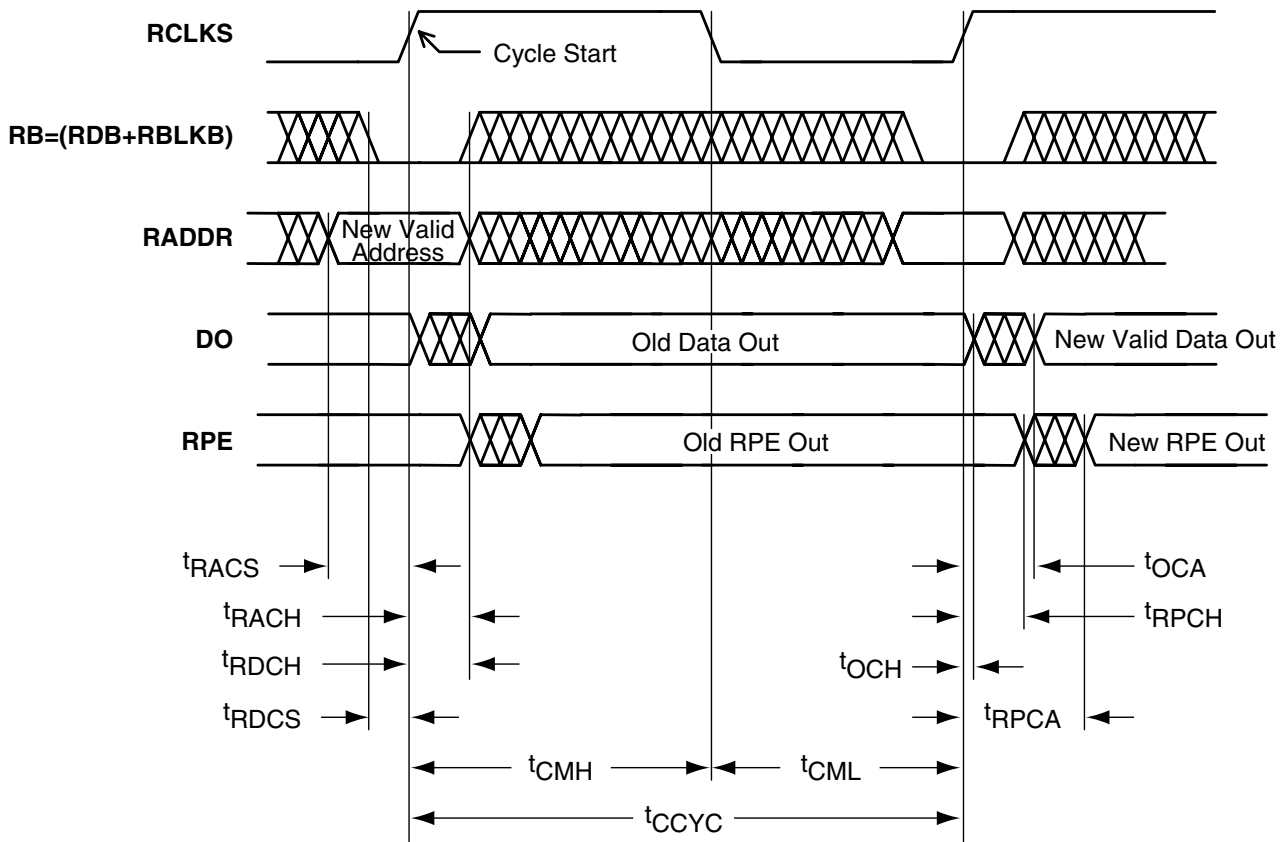 RCLKS
Cycle Start
RB=(RDB+RBLKB)
RADDR
New Valid
Address
DO
Old Data Out
New Valid Data Out
RPE
Old RPE Out
New RPE Out
tRACS
tOCA
tRACH
tRPCH
tRDCH
tOCH
tRDCS
tRPCA
tCMH
tCML
tCCYC